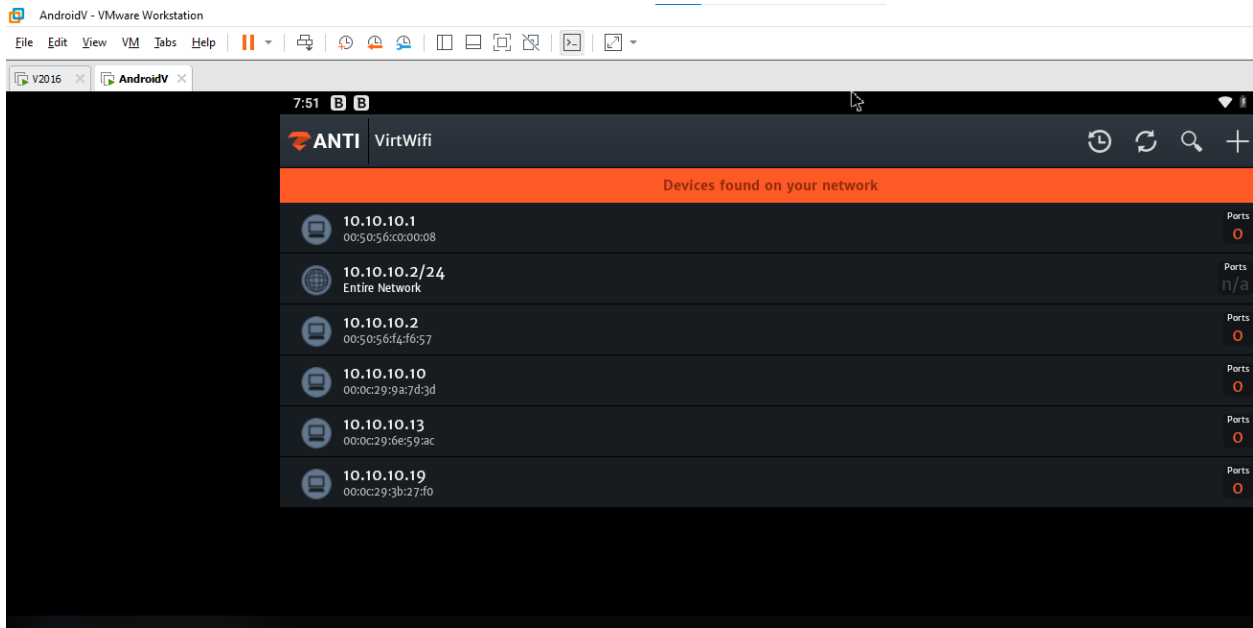 AndroidV - VMware Workstation
File Edit View VM Tabs Help
V2016 AndroidV
7:51 B B
ANTI VirtWifi
Devices found on your network
10.10.10.1
00:50:56:c0:00:08
Ports
0
10.10.10.2/24
Entire Network
Ports
n/a
10.10.10.2
00:50:56:f4:f6:57
Ports
0
10.10.10.10
00:0c:29:9a:7d:3d
Ports
0
10.10.10.13
00:0c:29:6e:59:ac
Ports
0
10.10.10.19
00:0c:29:3b:27:f0
Ports
0